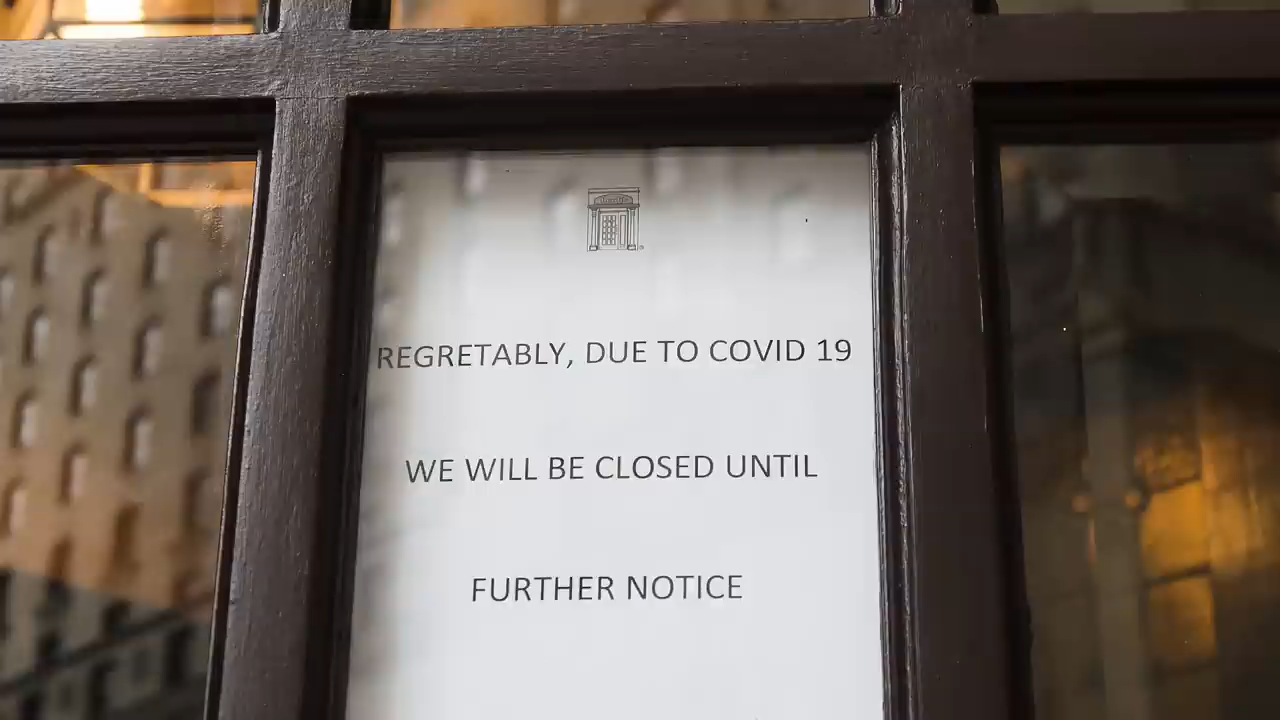 REGRETABLY, DUE TO COVID 19
WE WILL BE CLOSED UNTIL
FURTHER NOTICE